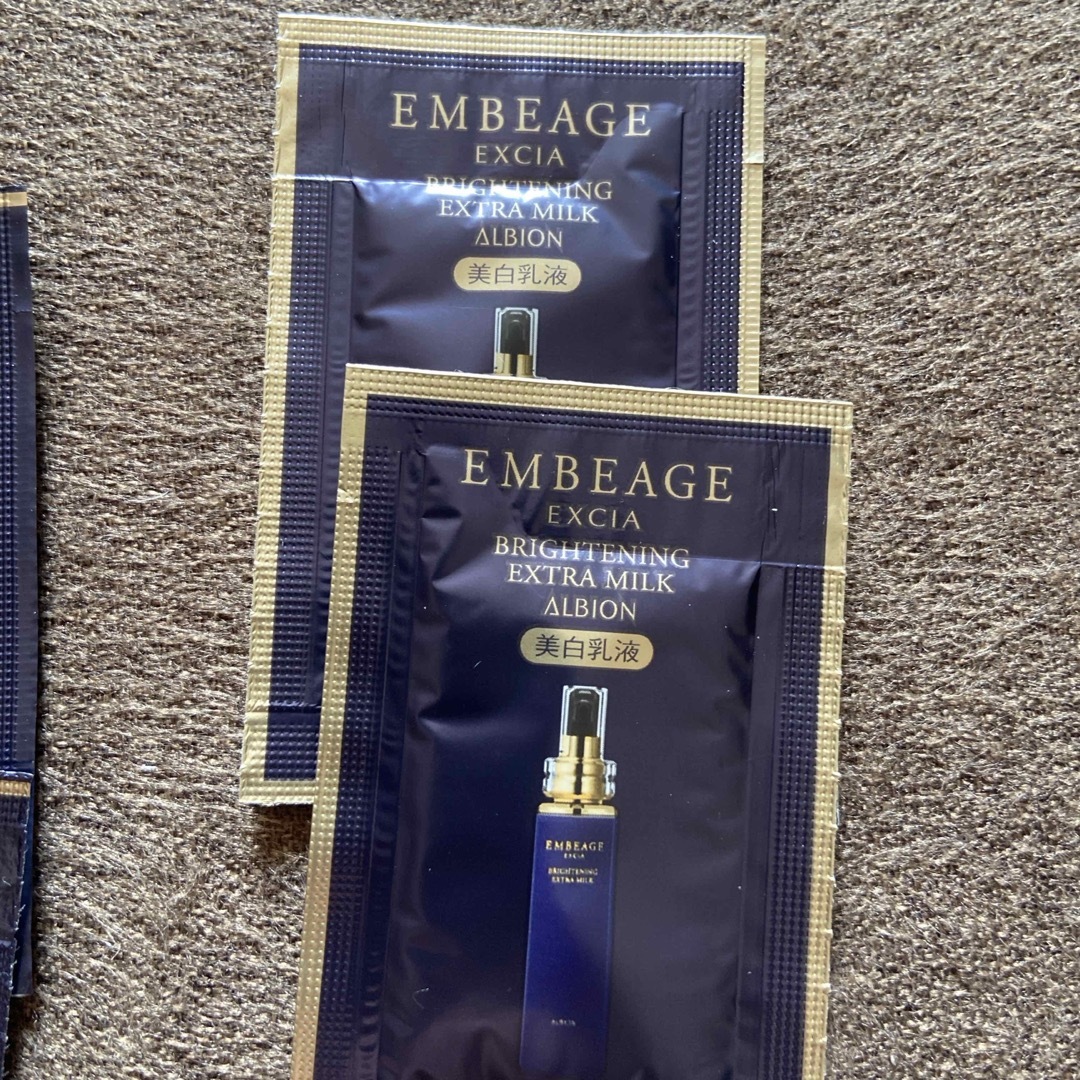 EMBEAGE
EXCIA
BRIGHTENING
EXTRA MILK
ALBION
美白乳液
EMBEAGE
EXCIA
BRIGHTENING
EXTRA MILK
ALBION
美白乳液
EMBEAGE
EXCIA
BRIGHTENING
EXTRA MILK
ALBION